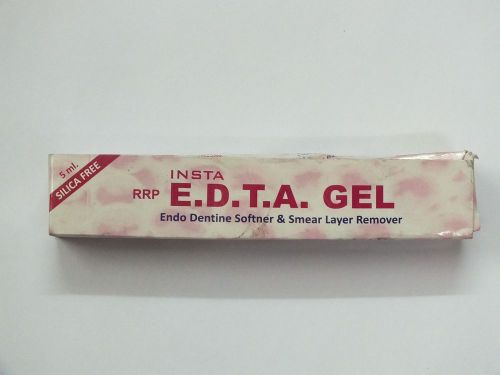 5 ml.
SILICA FREE
INSTA
RRP E.D.T.A. GEL
Endo Dentine Softner & Smear Layer Remover